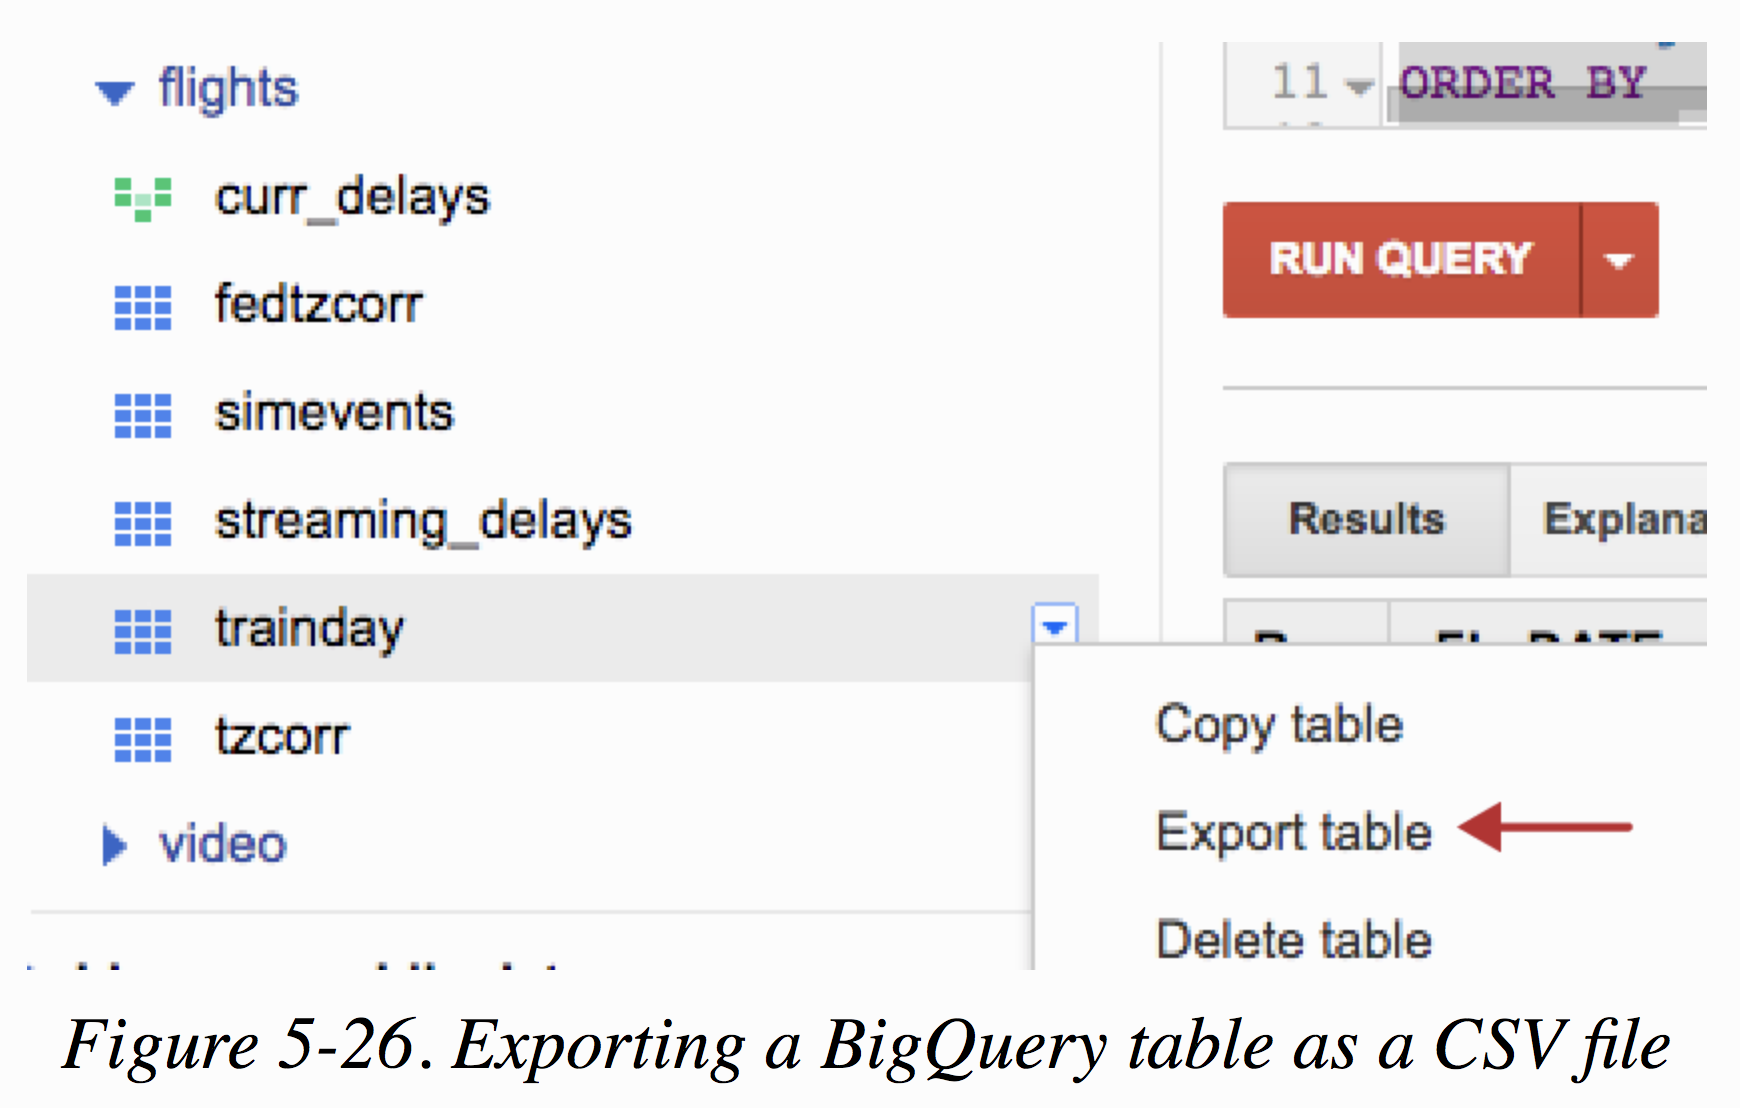 flights
curr_delays
fedtzcorr
simevents
streaming_delays
trainday
tzcorr
video
11 ORDER BY
RUN QUERY
Results
Copy table
Export table
Delete table
Figure 5-26. Exporting a BigQuery table as a CSV file